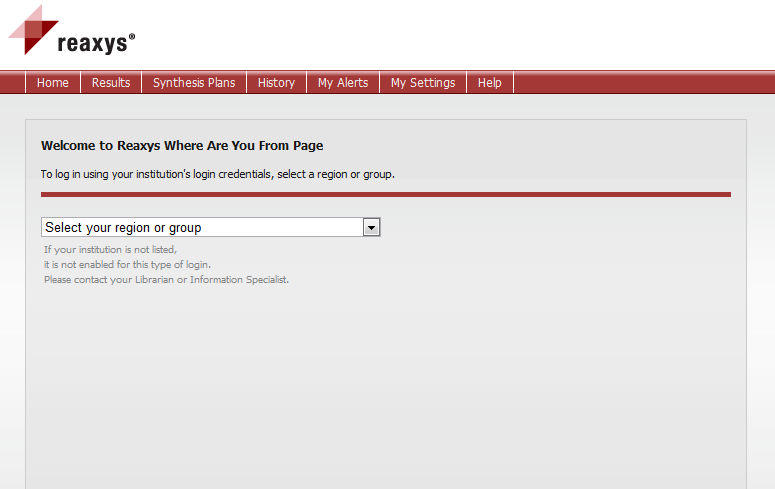 reaxys®
Home Results Synthesis Plans History My Alerts My Settings Help
Welcome to Reaxys Where Are You From Page
To log in using your institution's login credentials, select a region or group.
Select your region or group
If your institution is not listed,
it is not enabled for this type of login.
Please contact your Librarian or Information Specialist.